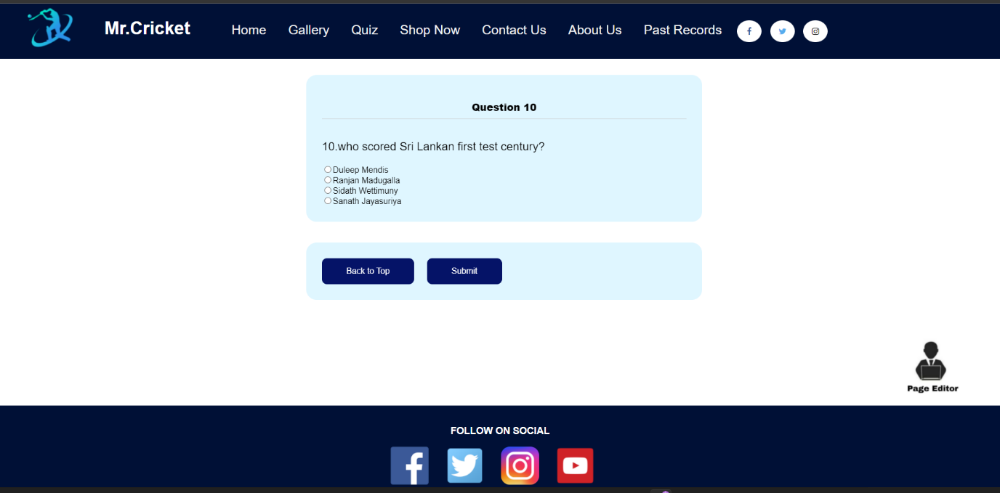 Mr.Cricket
Home Gallery Quiz Shop Now Contact Us About Us Past Records
Question 10
10.who scored Sri Lankan first test century?
Duleep Mendis
Ranjan Madugalla
Sidath Wettimuny
Sanath Jayasuriya
Back to Top Submit
Page Editor
FOLLOW ON SOCIAL